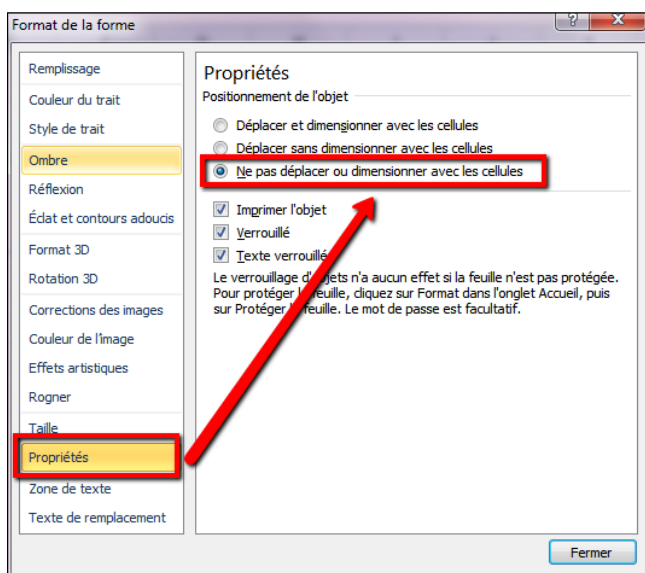 Format de la forme
Remplissage
Couleur du trait
Style de trait
Ombre
Réflexion
Éclat et contours adoucis
Format 3D
Rotation 3D
Corrections des images
Couleur de l'image
Effets artistiques
Rogner
Taille
Propriétés
Zone de texte
Texte de remplacement
Propriétés
Positionnement de l'objet
Déplacer et dimensionner avec les cellules
Déplacer sans dimensionner avec les cellules
Ne pas déplacer ou dimensionner avec les cellules
Imprimer l'objet
Verrouillé
Texte verrouillé
Le verrouillage d'objets n'a aucun effet si la feuille n'est pas protégée.
Pour protéger la feuille, cliquez sur Format dans l'onglet Accueil, puis
sur Protéger la feuille. Le mot de passe est facultatif.
Fermer